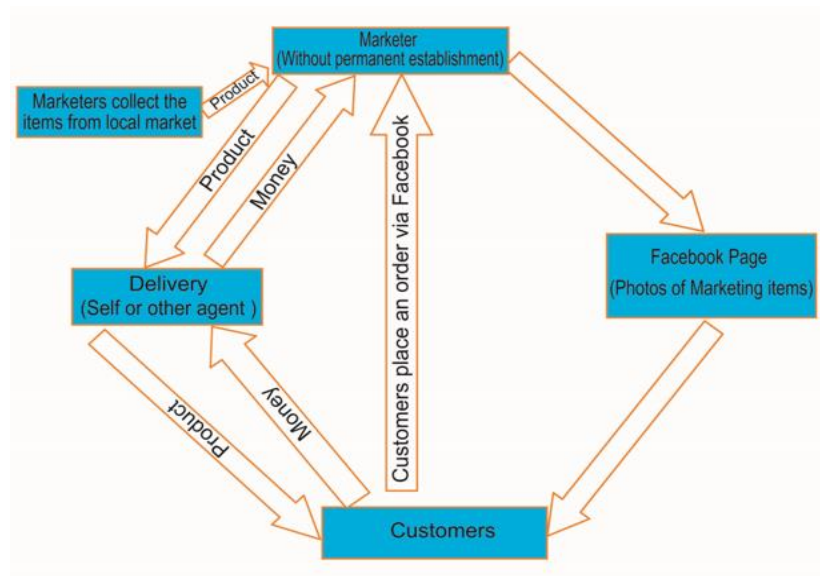 Marketer
(Without permanent establishment)
Marketers collect the
items from local market
Product
Product
Money
Customers place an order via Facebook
Facebook Page
(Photos of Marketing items)
Delivery
(Self or other agent )
Product
Money
Customers